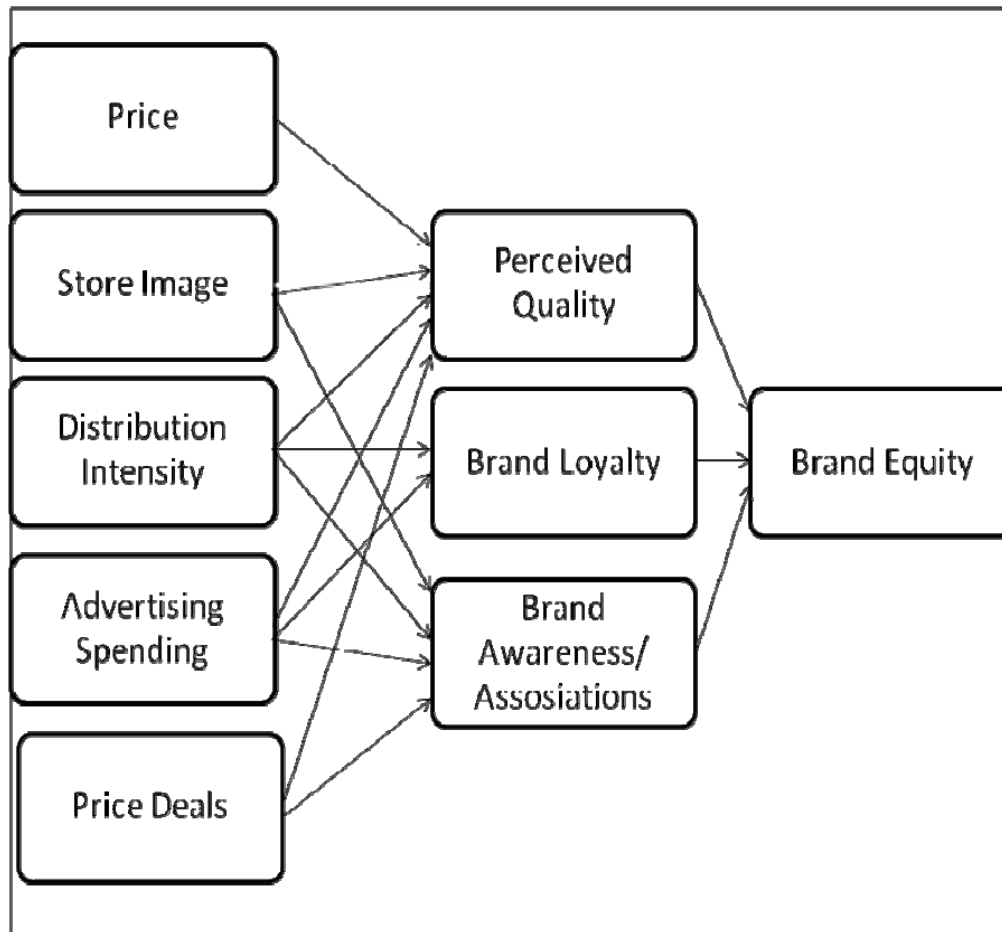 Price
Store Image
Distribution
Intensity
Advertising
Spending
Price Deals
Perceived
Quality
Brand Loyalty
Brand
Awareness/
Assosiations
Brand Equity